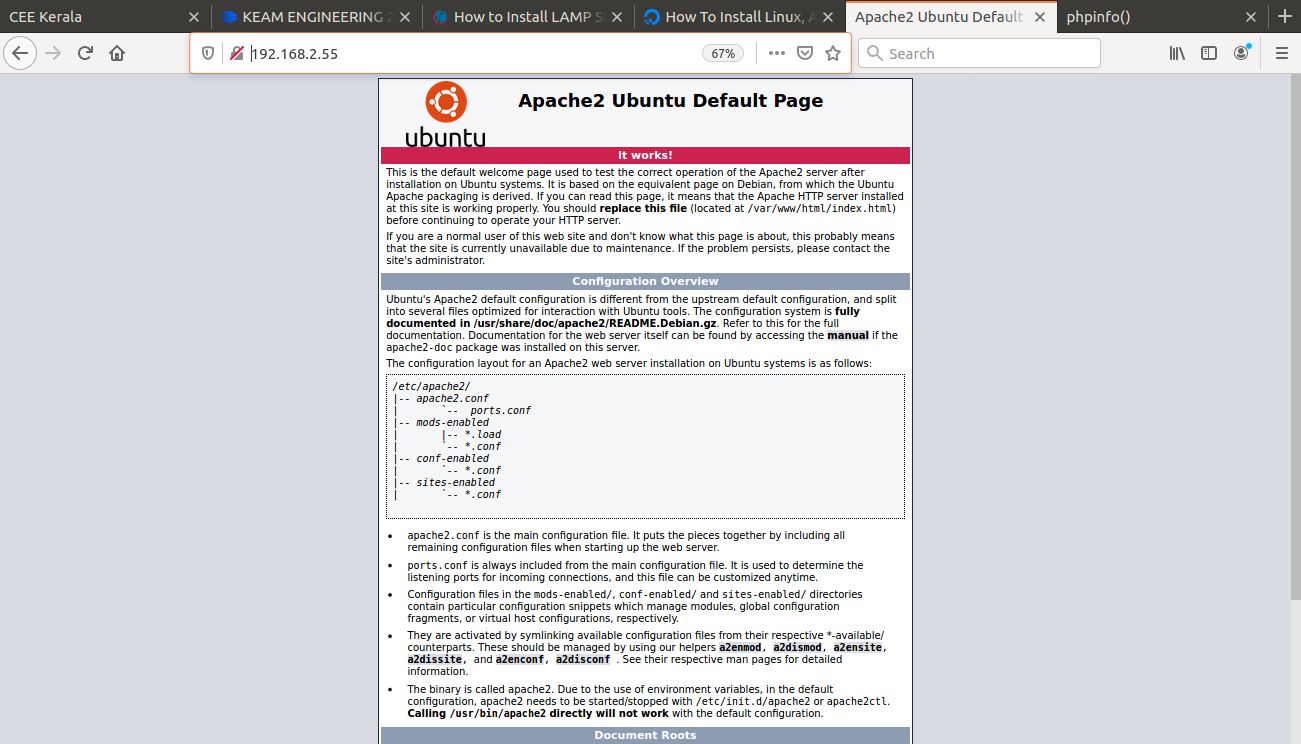 CEE Kerala
KEAM ENGINEERING
How to Install LAMP S
How To Install Linux, A
Apache2 Ubuntu Default
phpinfo()
192.168.2.55
67%
Search
ubuntu
Apache2 Ubuntu Default Page
It works!
This is the default welcome page used to test the correct operation of the Apache2 server after
installation on Ubuntu systems. It is based on the equivalent page on Debian, from which the Ubuntu
Apache packaging is derived. If you can read this page, it means that the Apache HTTP server installed
at this site is working properly. You should replace this file (located at /var/www/html/index.html)
before continuing to operate your HTTP server.
If you are a normal user of this web site and don't know what this page is about, this probably means
that the site is currently unavailable due to maintenance. If the problem persists, please contact the
site's administrator.
Configuration Overview
Ubuntu's Apache2 default configuration is different from the upstream default configuration, and split
into several files optimized for interaction with Ubuntu tools. The configuration system is fully
documented in /usr/share/doc/apache2/README.Debian.gz. Refer to this for the full
documentation. Documentation for the web server itself can be found by accessing the manual if the
apache2-doc package was installed on this server.
The configuration layout for an Apache2 web server installation on Ubuntu systems is as follows:
/etc/apache2/
|-- apache2.conf
|       `--  ports.conf
|-- mods-enabled
|       |-- *.load
|       `-- *.conf
|-- conf-enabled
|       `-- *.conf
|-- sites-enabled
|       `-- *.conf
• apache2.conf is the main configuration file. It puts the pieces together by including all
remaining configuration files when starting up the web server.
• ports.conf is always included from the main configuration file. It is used to determine the
listening ports for incoming connections, and this file can be customized anytime.
• Configuration files in the mods-enabled/, conf-enabled/ and sites-enabled/ directories
contain particular configuration snippets which manage modules, global configuration
fragments, or virtual host configurations, respectively.
• They are activated by symlinking available configuration files from their respective *-available/
counterparts. These should be managed by using our helpers a2enmod, a2dismod, a2ensite,
a2dissite, and a2enconf, a2disconf . See their respective man pages for detailed
information.
• The binary is called apache2. Due to the use of environment variables, in the default
configuration, apache2 needs to be started/stopped with /etc/init.d/apache2 or apache2ctl.
Calling /usr/bin/apache2 directly will not work with the default configuration.
Document Roots